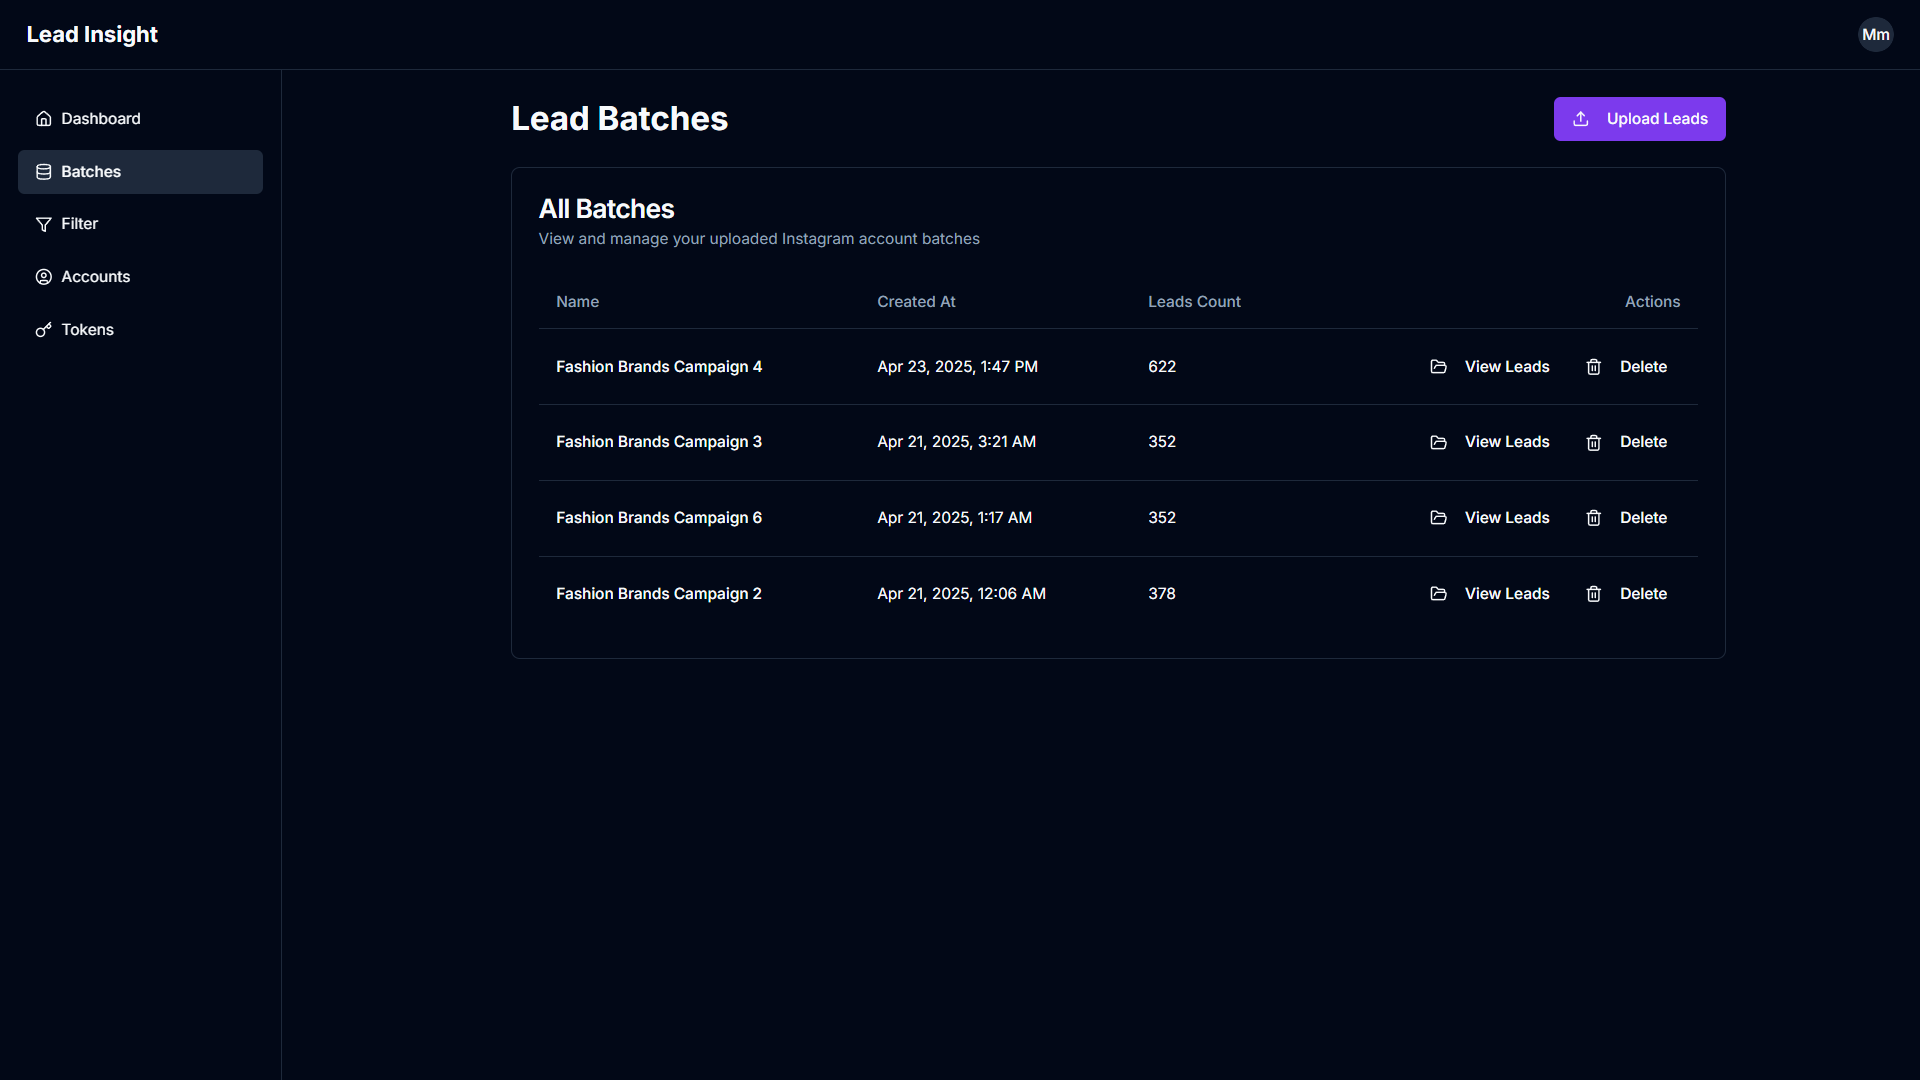 Lead Insight
Mm
Dashboard
Batches
Filter
Accounts
Tokens
Lead Batches
Upload Leads
All Batches
View and manage your uploaded Instagram account batches
Name Created At Leads Count Actions
Fashion Brands Campaign 4 Apr 23, 2025, 1:47 PM 622 View Leads Delete
Fashion Brands Campaign 3 Apr 21, 2025, 3:21 AM 352 View Leads Delete
Fashion Brands Campaign 6 Apr 21, 2025, 1:17 AM 352 View Leads Delete
Fashion Brands Campaign 2 Apr 21, 2025, 12:06 AM 378 View Leads Delete